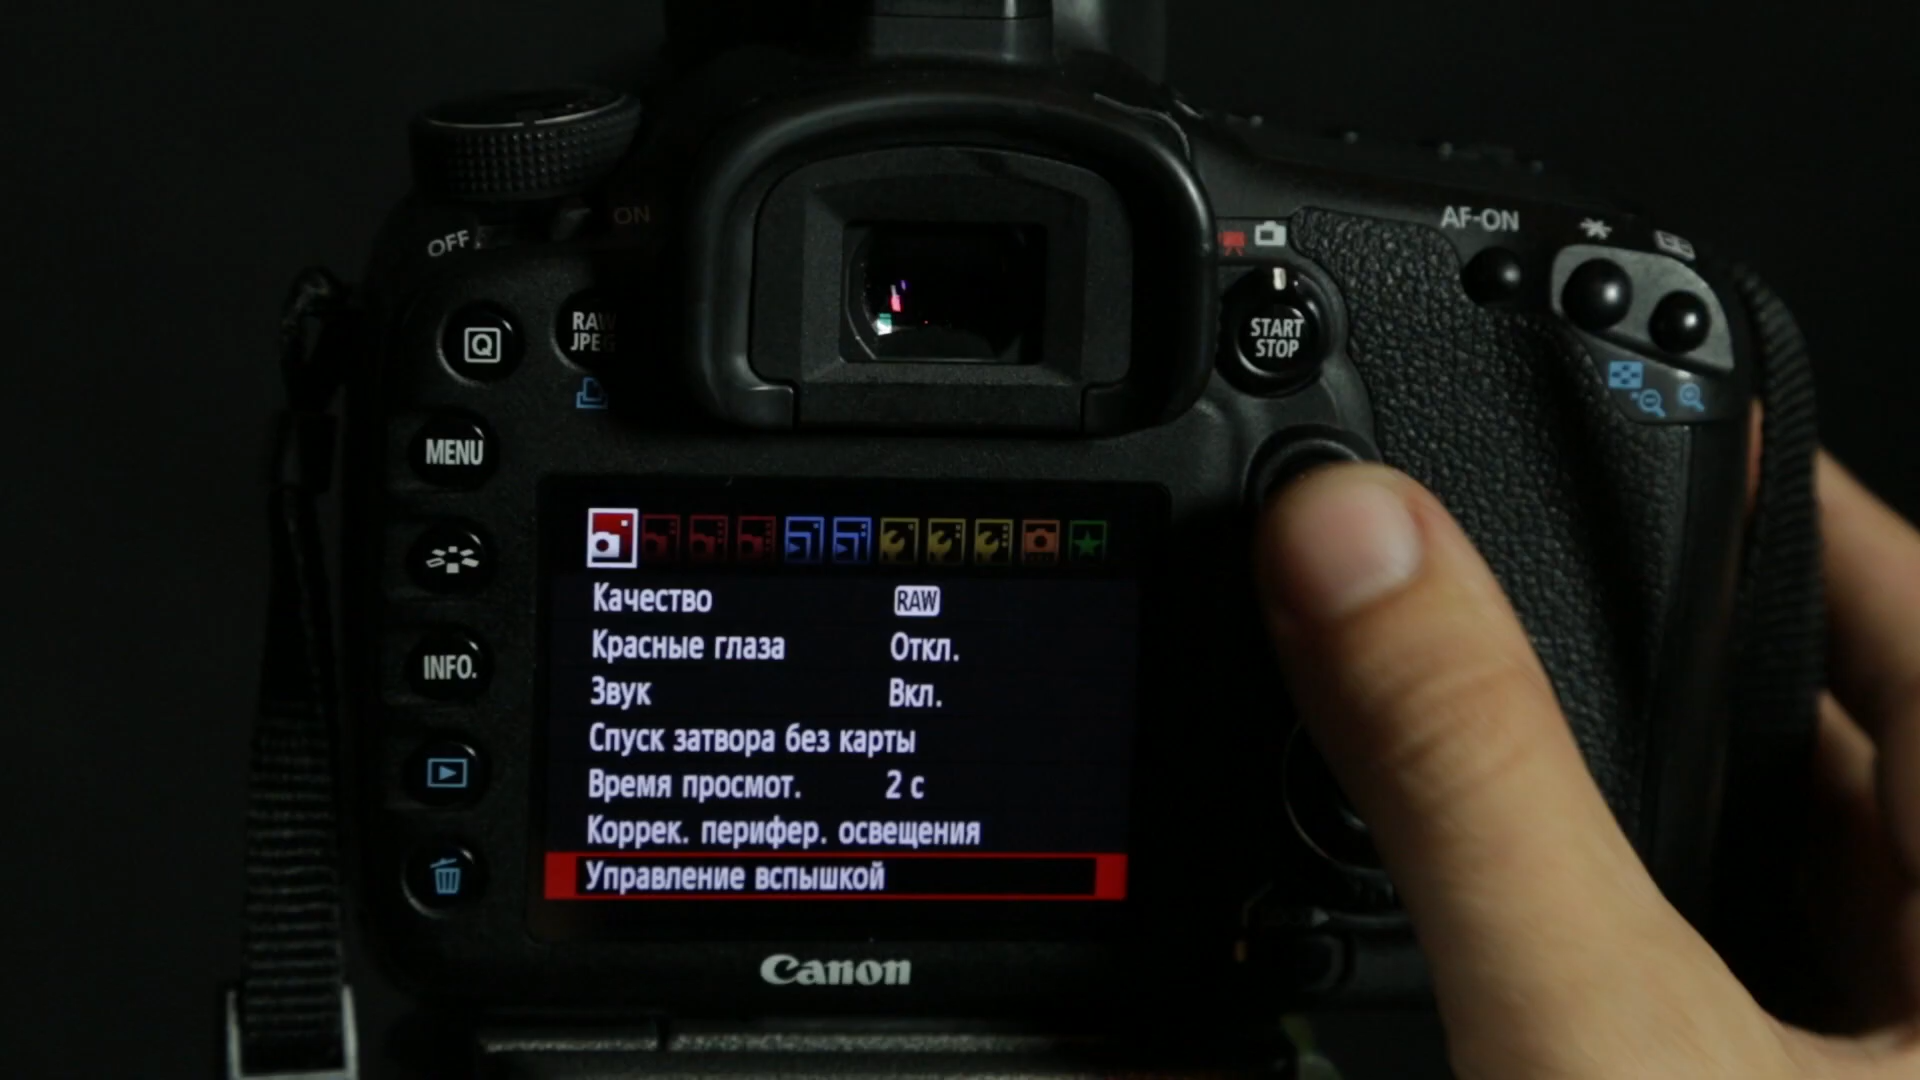 OFF ON
AF-ON
Q
RAW
JPEG
START
STOP
MENU
INFO.
Качество RAW
Красные глаза Откл.
Звук Вкл.
Спуск затвора без карты
Время просмот. 2 с
Коррек. перифер. освещения
Управление вспышкой
Canon